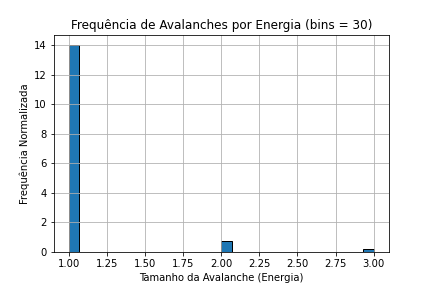 Frequência de Avalanches por Energia (bins = 30)
Frequência Normalizada
14
12
10
8
6
4
2
0
1.00 1.25 1.50 1.75 2.00 2.25 2.50 2.75 3.00
Tamanho da Avalanche (Energia)